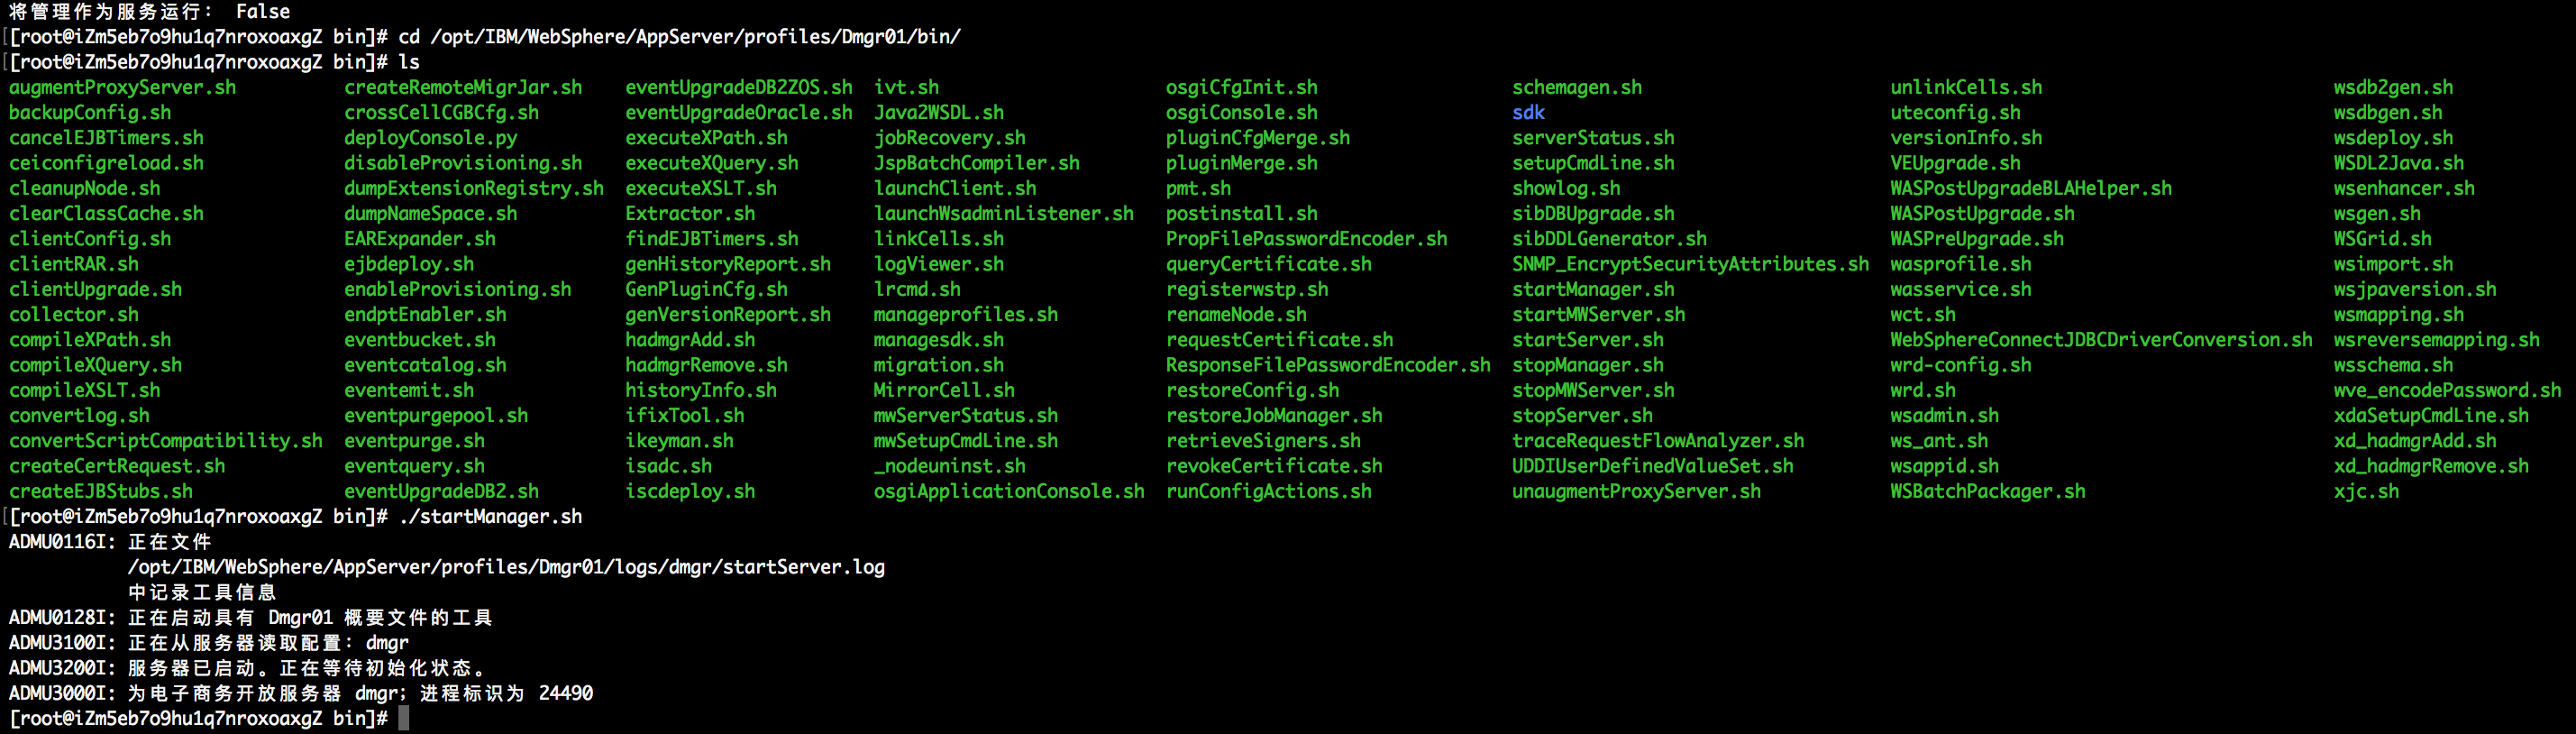 将管理作为服务运行： False
[[root@iZm5eb7o9hu1q7nroxoaxgZ bin]# cd /opt/IBM/WebSphere/AppServer/profiles/Dmgr01/bin/
[[root@iZm5eb7o9hu1q7nroxoaxgZ bin]# ls
augmentProxyServer.sh createRemoteMigrJar.sh eventUpgradeDB2ZOS.sh ivt.sh osgiCfgInit.sh schemagen.sh unlinkCells.sh wsdb2gen.sh
backupConfig.sh crossCellCGBCfg.sh eventUpgradeOracle.sh Java2WSDL.sh osgiConsole.sh sdk uteconfig.sh wsdbgen.sh
cancelEJBTimers.sh deployConsole.py executeXPath.sh jobRecovery.sh pluginCfgMerge.sh serverStatus.sh versionInfo.sh wsdeploy.sh
ceiconfigreload.sh disableProvisioning.sh executeXQuery.sh JspBatchCompiler.sh pluginMerge.sh setupCmdLine.sh VEUpgrade.sh WSDL2Java.sh
cleanupNode.sh dumpExtensionRegistry.sh executeXSLT.sh launchClient.sh pmt.sh showlog.sh WASPostUpgradeBLAHelper.sh wsenhancer.sh
clearClassCache.sh dumpNameSpace.sh Extractor.sh launchWsadminListener.sh postinstall.sh sibDBUpgrade.sh WASPostUpgrade.sh wsgen.sh
clientConfig.sh EARExpander.sh findEJBTimers.sh linkCells.sh PropFilePasswordEncoder.sh sibDDLGenerator.sh WASPreUpgrade.sh WSGrid.sh
clientRAR.sh ejbdeploy.sh genHistoryReport.sh logViewer.sh queryCertificate.sh SNMP_EncryptSecurityAttributes.sh wasprofile.sh wsimport.sh
clientUpgrade.sh enableProvisioning.sh GenPluginCfg.sh lrcmd.sh registerwstp.sh startManager.sh wasservice.sh wsjpaversion.sh
collector.sh endptEnabler.sh genVersionReport.sh manageprofiles.sh renameNode.sh startMWServer.sh wct.sh wsmapping.sh
compileXPath.sh eventbucket.sh hadmgrAdd.sh managesdk.sh requestCertificate.sh startServer.sh WebSphereConnectJDBCDriverConversion.sh wsreversemapping.sh
compileXQuery.sh eventcatalog.sh hadmgrRemove.sh migration.sh ResponseFilePasswordEncoder.sh stopManager.sh wrd-config.sh wsschema.sh
compileXSLT.sh eventemit.sh historyInfo.sh MirrorCell.sh restoreConfig.sh stopMWServer.sh wrd.sh wve_encodePassword.sh
convertlog.sh eventpurgepool.sh ifixTool.sh mwServerStatus.sh restoreJobManager.sh stopServer.sh wsadmin.sh xdaSetupCmdLine.sh
convertScriptCompatibility.sh eventpurge.sh ikeyman.sh mwSetupCmdLine.sh retrieveSigners.sh traceRequestFlowAnalyzer.sh ws_ant.sh xd_hadmgrAdd.sh
createCertRequest.sh eventquery.sh isadc.sh _nodeuninst.sh revokeCertificate.sh UDDIUserDefinedValueSet.sh wsappid.sh xd_hadmgrRemove.sh
createEJBStubs.sh eventUpgradeDB2.sh iscdeploy.sh osgiApplicationConsole.sh runConfigActions.sh unaugmentProxyServer.sh WSBatchPackager.sh xjc.sh
[[root@iZm5eb7o9hu1q7nroxoaxgZ bin]# ./startManager.sh
ADMU0116I: 正在文件
/opt/IBM/WebSphere/AppServer/profiles/Dmgr01/logs/dmgr/startServer.log
中记录工具信息
ADMU0128I: 正在启动具有 Dmgr01 概要文件的工具
ADMU3100I: 正在从服务器读取配置：dmgr
ADMU3200I: 服务器已启动。正在等待初始化状态。
ADMU3000I: 为电子商务开放服务器 dmgr；进程标识为 24490
[root@iZm5eb7o9hu1q7nroxoaxgZ bin]#